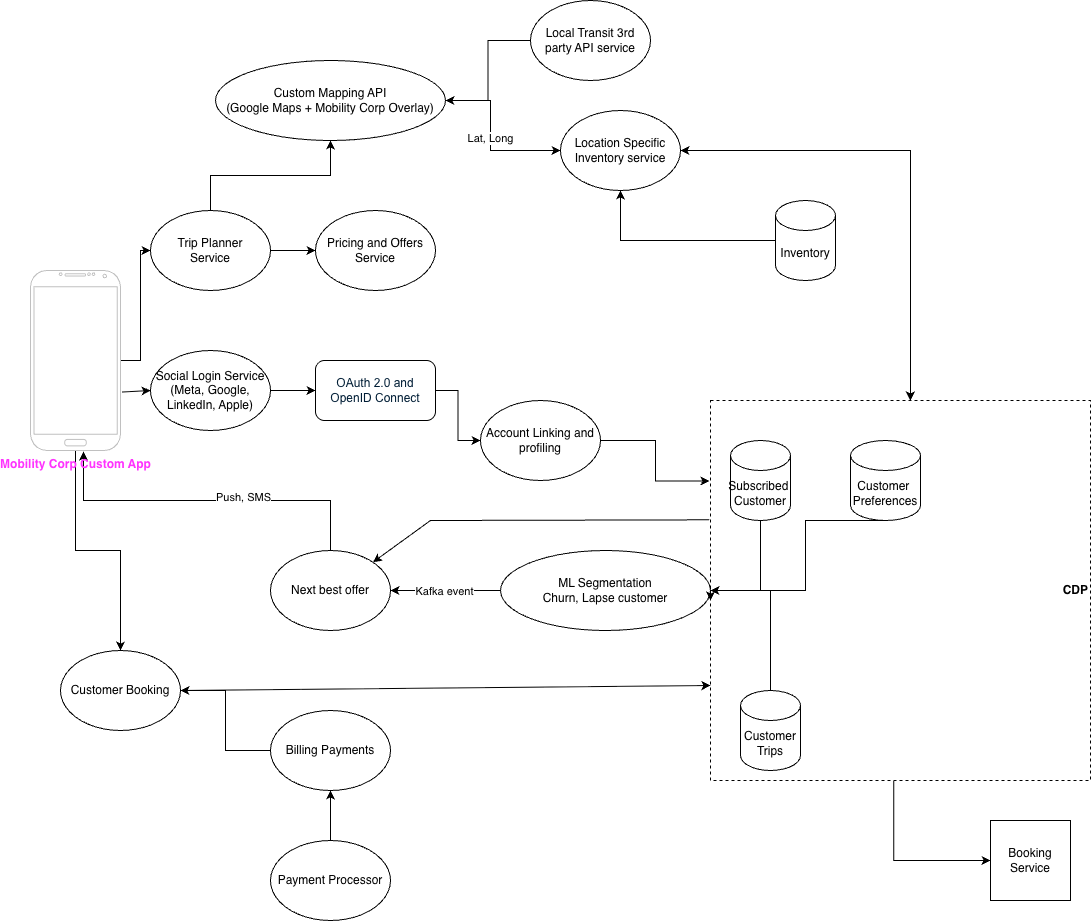 Local Transit 3rd
party API service
Custom Mapping API
(Google Maps + Mobility Corp Overlay)
Lat, Long
Location Specific
Inventory service
Trip Planner
Service
Pricing and Offers
Service
Inventory
Social Login Service
(Meta, Google,
LinkedIn, Apple)
OAuth 2.0 and
OpenID Connect
Account Linking and
profiling
Mobility Corp Custom App
Subscribed
Customer
Customer
Preferences
Push, SMS
Next best offer
Kafka event
ML Segmentation
Churn, Lapse customer
CDP
Customer Booking
Billing Payments
Customer
Trips
Payment Processor
Booking
Service